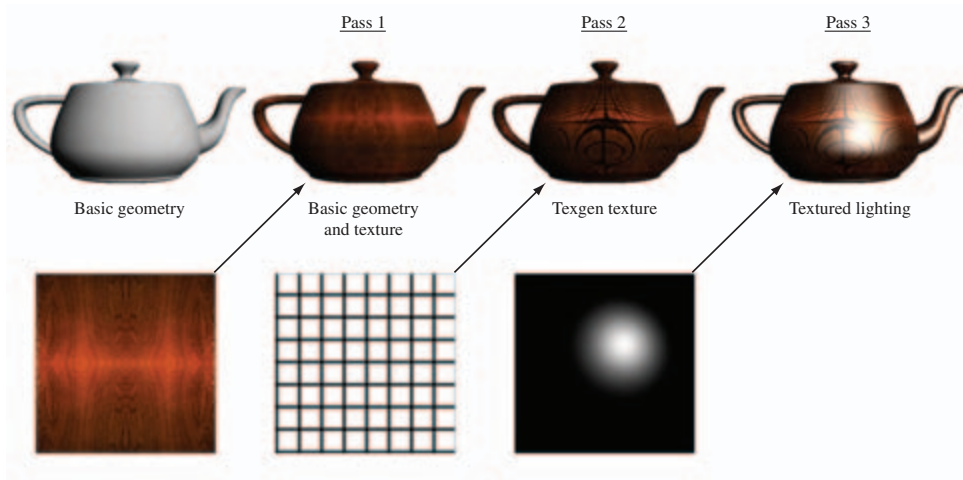 Pass 1
Pass 2
Pass 3
Basic geometry
Basic geometry
and texture
Texgen texture
Textured lighting